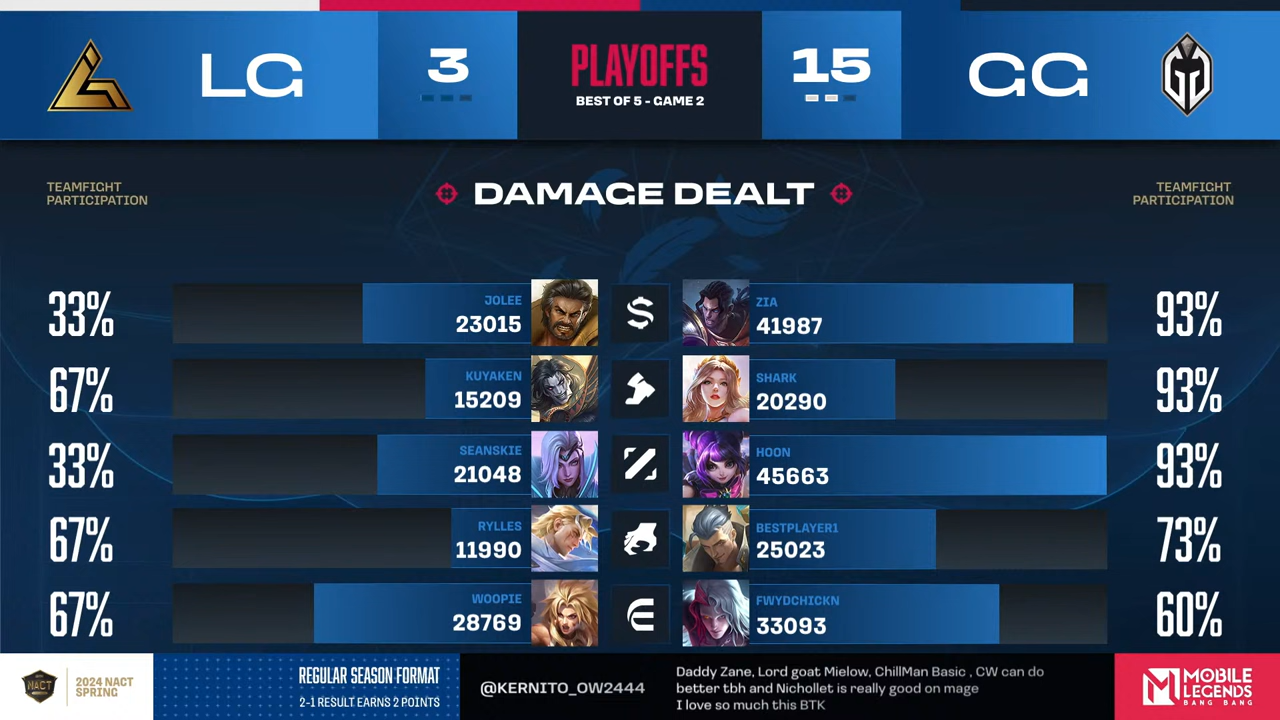 LG
3
PLAYOFFS
BEST OF 5 - GAME 2
15
GG
TEAMFIGHT
PARTICIPATION
DAMAGE DEALT
TEAMFIGHT
PARTICIPATION
33%
JOLEE
23015
ZIA
41987
93%
67%
KUYAKEN
15209
SHARK
20290
93%
33%
SEANSKIE
21048
HOON
45663
93%
67%
RYLLES
11990
BESTPLAYER1
25023
73%
67%
WOOPIE
28769
FWYDCHICKN
33093
60%
NACT
2024 NACT
SPRING
REGULAR SEASON FORMAT
2-1 RESULT EARNS 2 POINTS
@KERNITO_OW2444
Daddy Zane, Lord goat Mielow, ChillMan Basic , CW can do
better tbh and Nichollet is really good on mage
I love so much this BTK
MOBILE
LEGENDS
BANG BANG